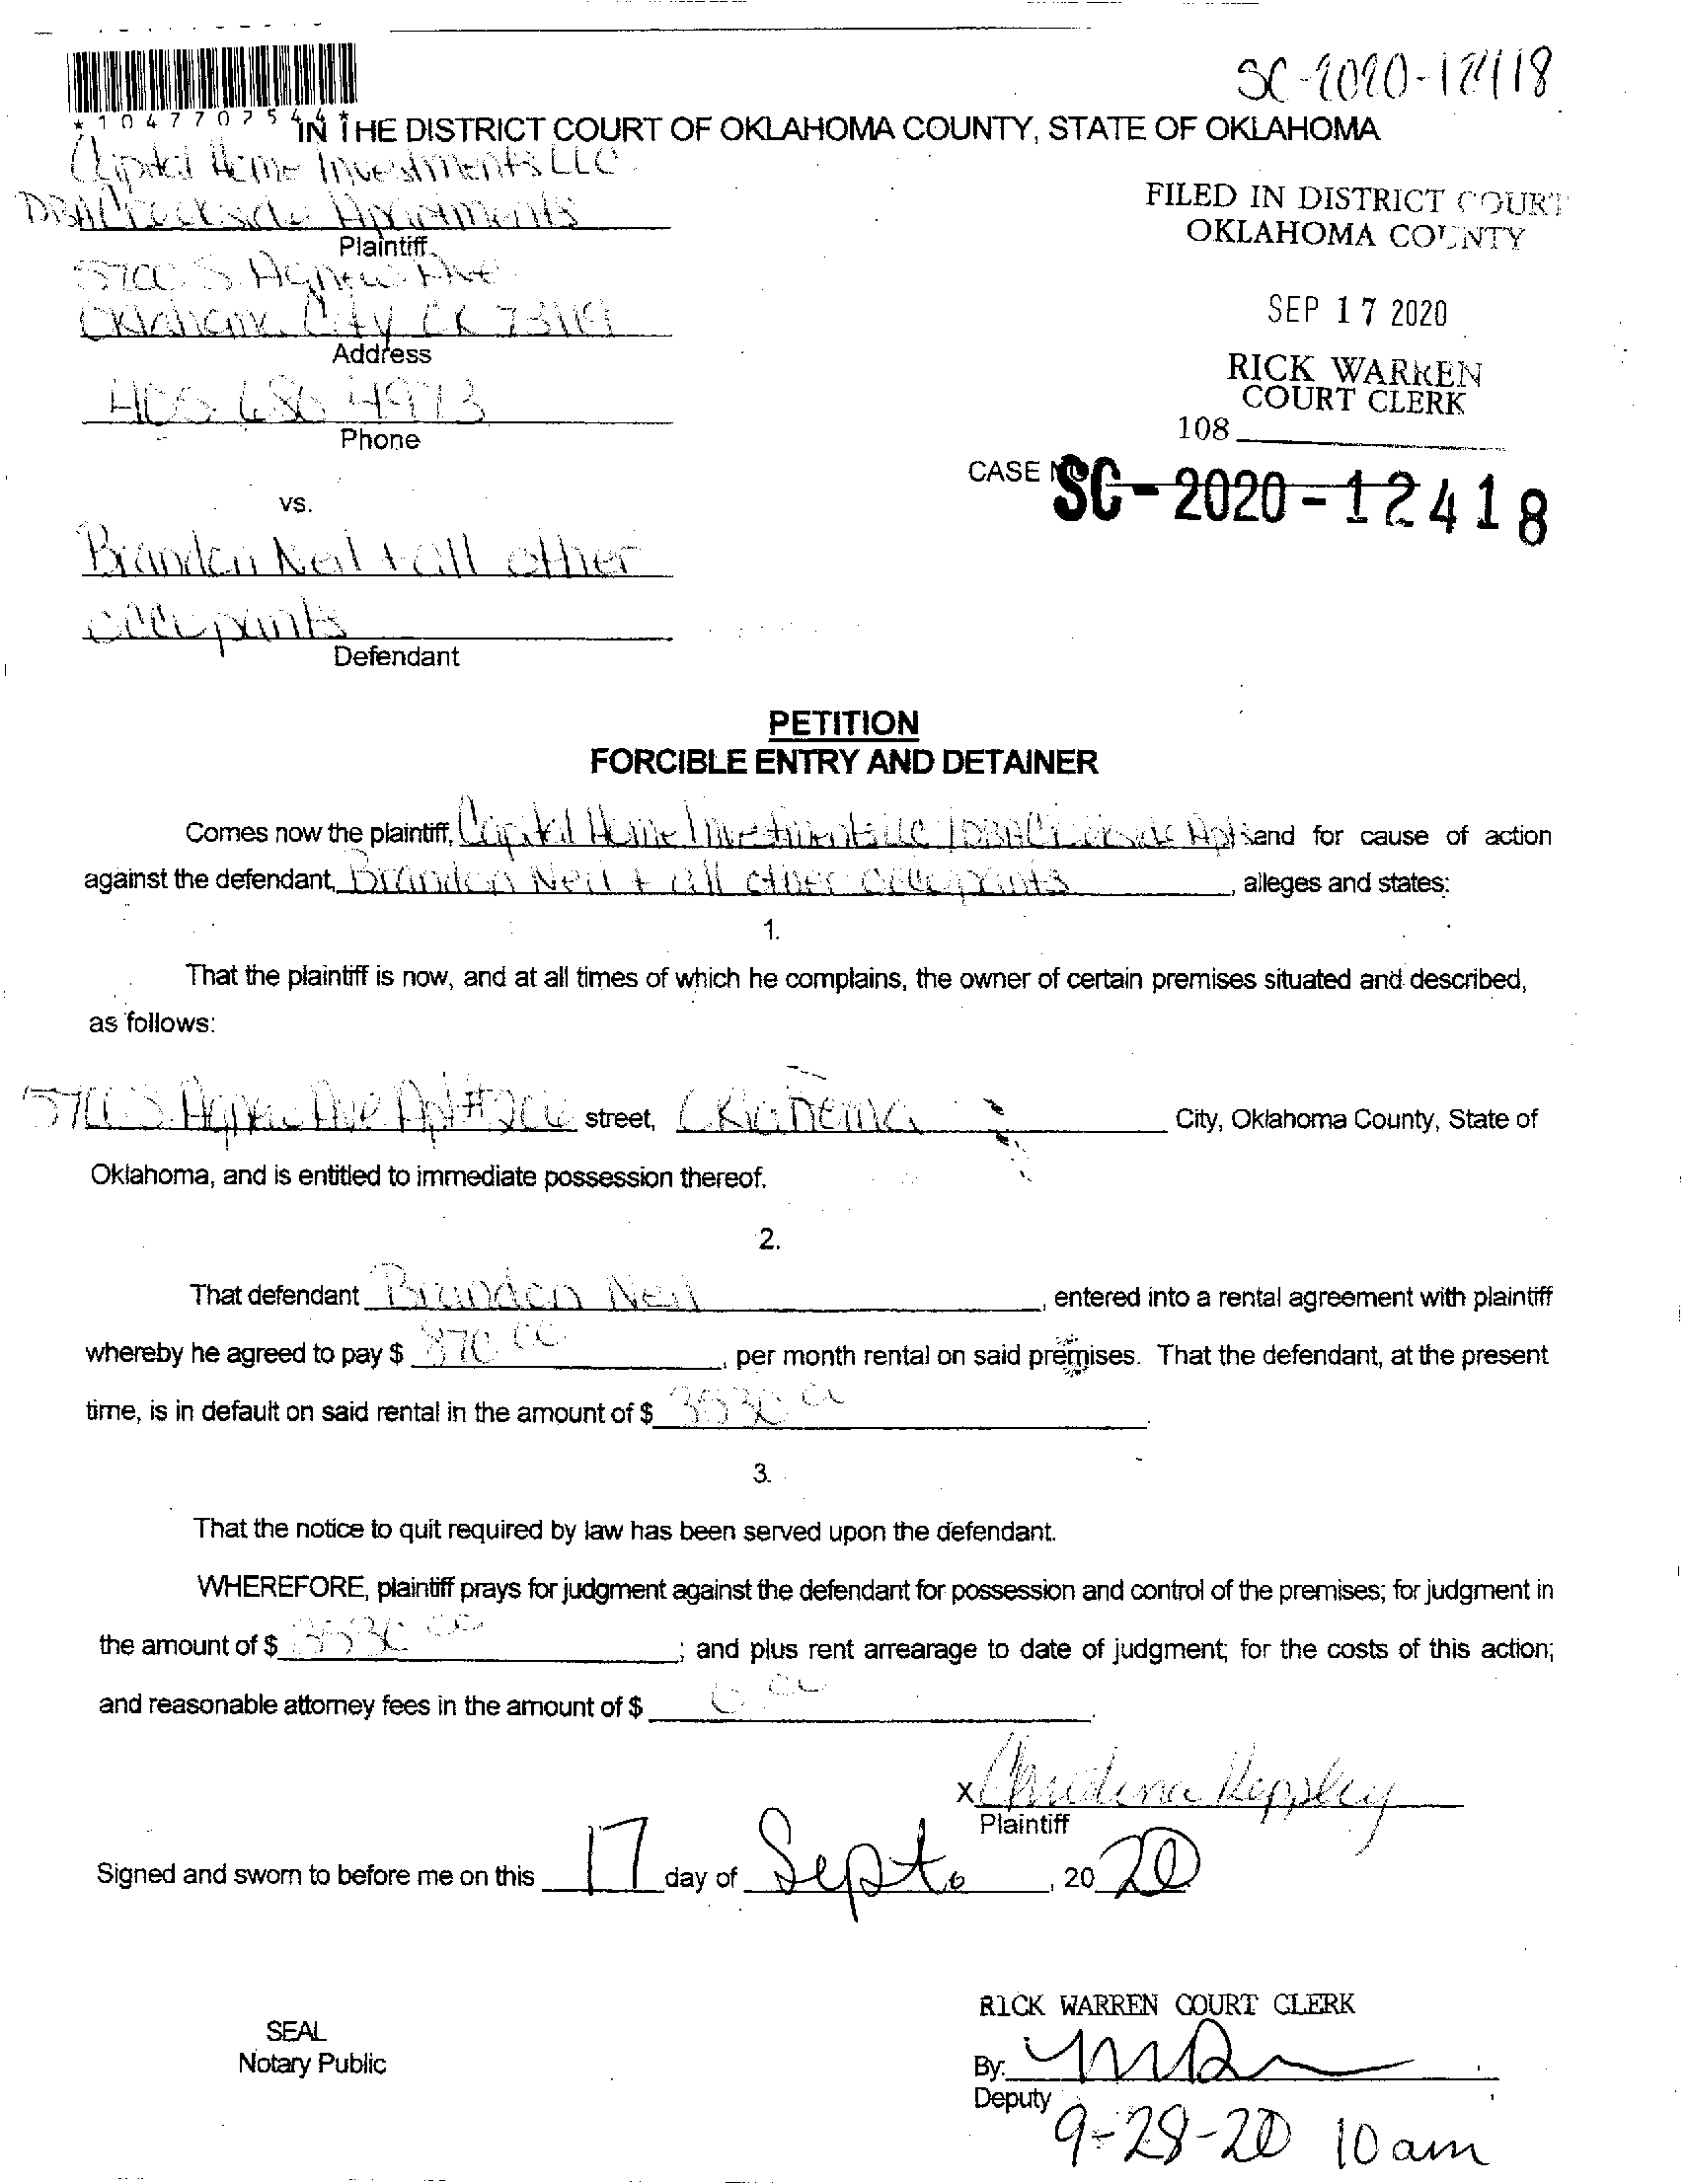 SC-2020-12418
*1047707544*
IN THE DISTRICT COURT OF OKLAHOMA COUNTY, STATE OF OKLAHOMA
Capital Home Investments LLC
DBA Creekside Apartments
Plaintiff
FILED IN DISTRICT COURT
OKLAHOMA COUNTY
5700 S. Agnew Ave
Oklahoma City OK 73119
Address
SEP 17 2020
RICK WARREN
COURT CLERK
405 686 4973
Phone
108
CASE NO
SC-2020-12418
vs.
Brandon Neil + all other
occupants
Defendant
PETITION
FORCIBLE ENTRY AND DETAINER
Comes now the plaintiff, Capital Home Investments LLC / DBA Creekside Apts and for cause of action
against the defendant, Brandon Neil + all other occupants, alleges and states:
1.
That the plaintiff is now, and at all times of which he complains, the owner of certain premises situated and described,
as follows:
5700 S. Agnew Ave Apt # street, Oklahoma City, Oklahoma County, State of
Oklahoma, and is entitled to immediate possession thereof.
2.
That defendant Brandon Neil, entered into a rental agreement with plaintiff
whereby he agreed to pay $ 00, per month rental on said premises. That the defendant, at the present
time, is in default on said rental in the amount of $ 3530 00
3.
That the notice to quit required by law has been served upon the defendant.
WHEREFORE, plaintiff prays for judgment against the defendant for possession and control of the premises; for judgment in
the amount of $ 3530 00; and plus rent arrearage to date of judgment; for the costs of this action;
and reasonable attorney fees in the amount of $ 0 00.
x Christina
Plaintiff
Signed and sworn to before me on this 17 day of Sept., 20 20
RICK WARREN COURT CLERK
SEAL
Notary Public
By:
Deputy
9-28-20 10 am